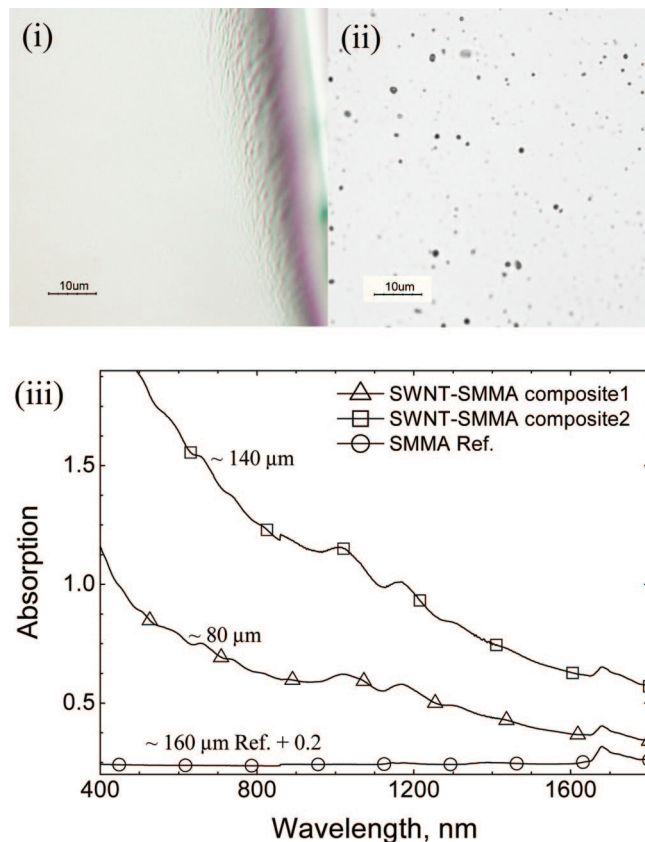 (i)
(ii)
10um
10um
(iii)
SWNT-SMMA composite1
SWNT-SMMA composite2
SMMA Ref.
~ 140 μm
~ 80 μm
~ 160 μm Ref. + 0.2
1.5
1.0
0.5
Absorption
400 800 1200 1600
Wavelength, nm